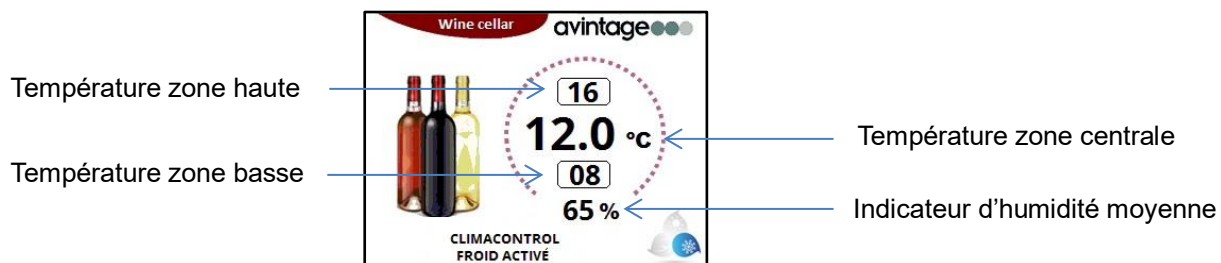 Wine cellar
avintage
Température zone haute
16
12.0 °C
Température zone centrale
Température zone basse
08
65 %
Indicateur d’humidité moyenne
CLIMACONTROL
FROID ACTIVÉ